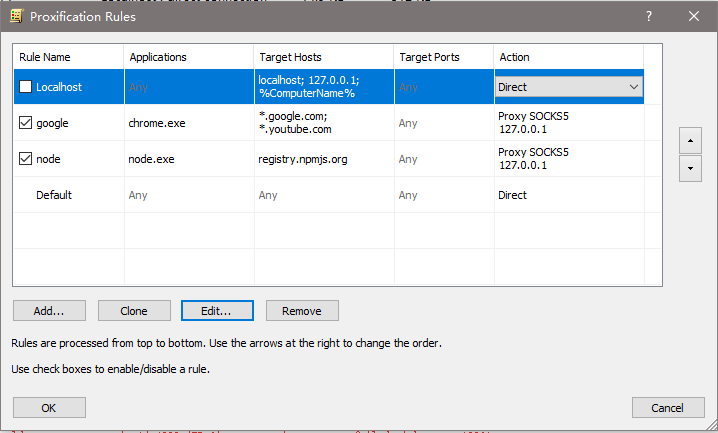 Proxification Rules
?
Rule Name Applications Target Hosts Target Ports Action
Localhost Any localhost; 127.0.0.1; %ComputerName% Any Direct
google chrome.exe *.google.com; *.youtube.com Any Proxy SOCKS5 127.0.0.1
node node.exe registry.npmjs.org Any Proxy SOCKS5 127.0.0.1
Default Any Any Any Direct
Add... Clone Edit... Remove
Rules are processed from top to bottom. Use the arrows at the right to change the order.
Use check boxes to enable/disable a rule.
OK Cancel